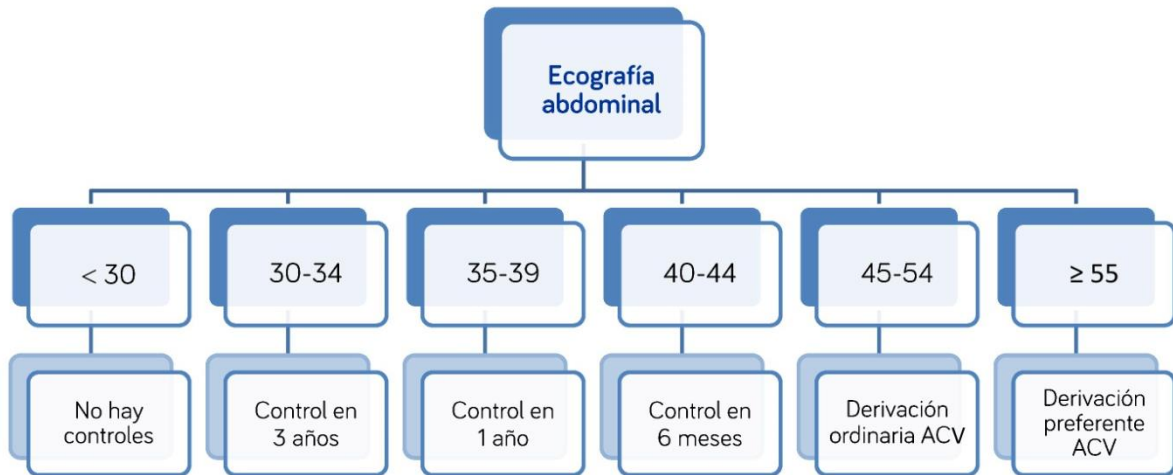 Ecografía
abdominal
< 30
30-34
35-39
40-44
45-54
≥ 55
No hay
controles
Control en
3 años
Control en
1 año
Control en
6 meses
Derivación
ordinaria ACV
Derivación
preferente
ACV